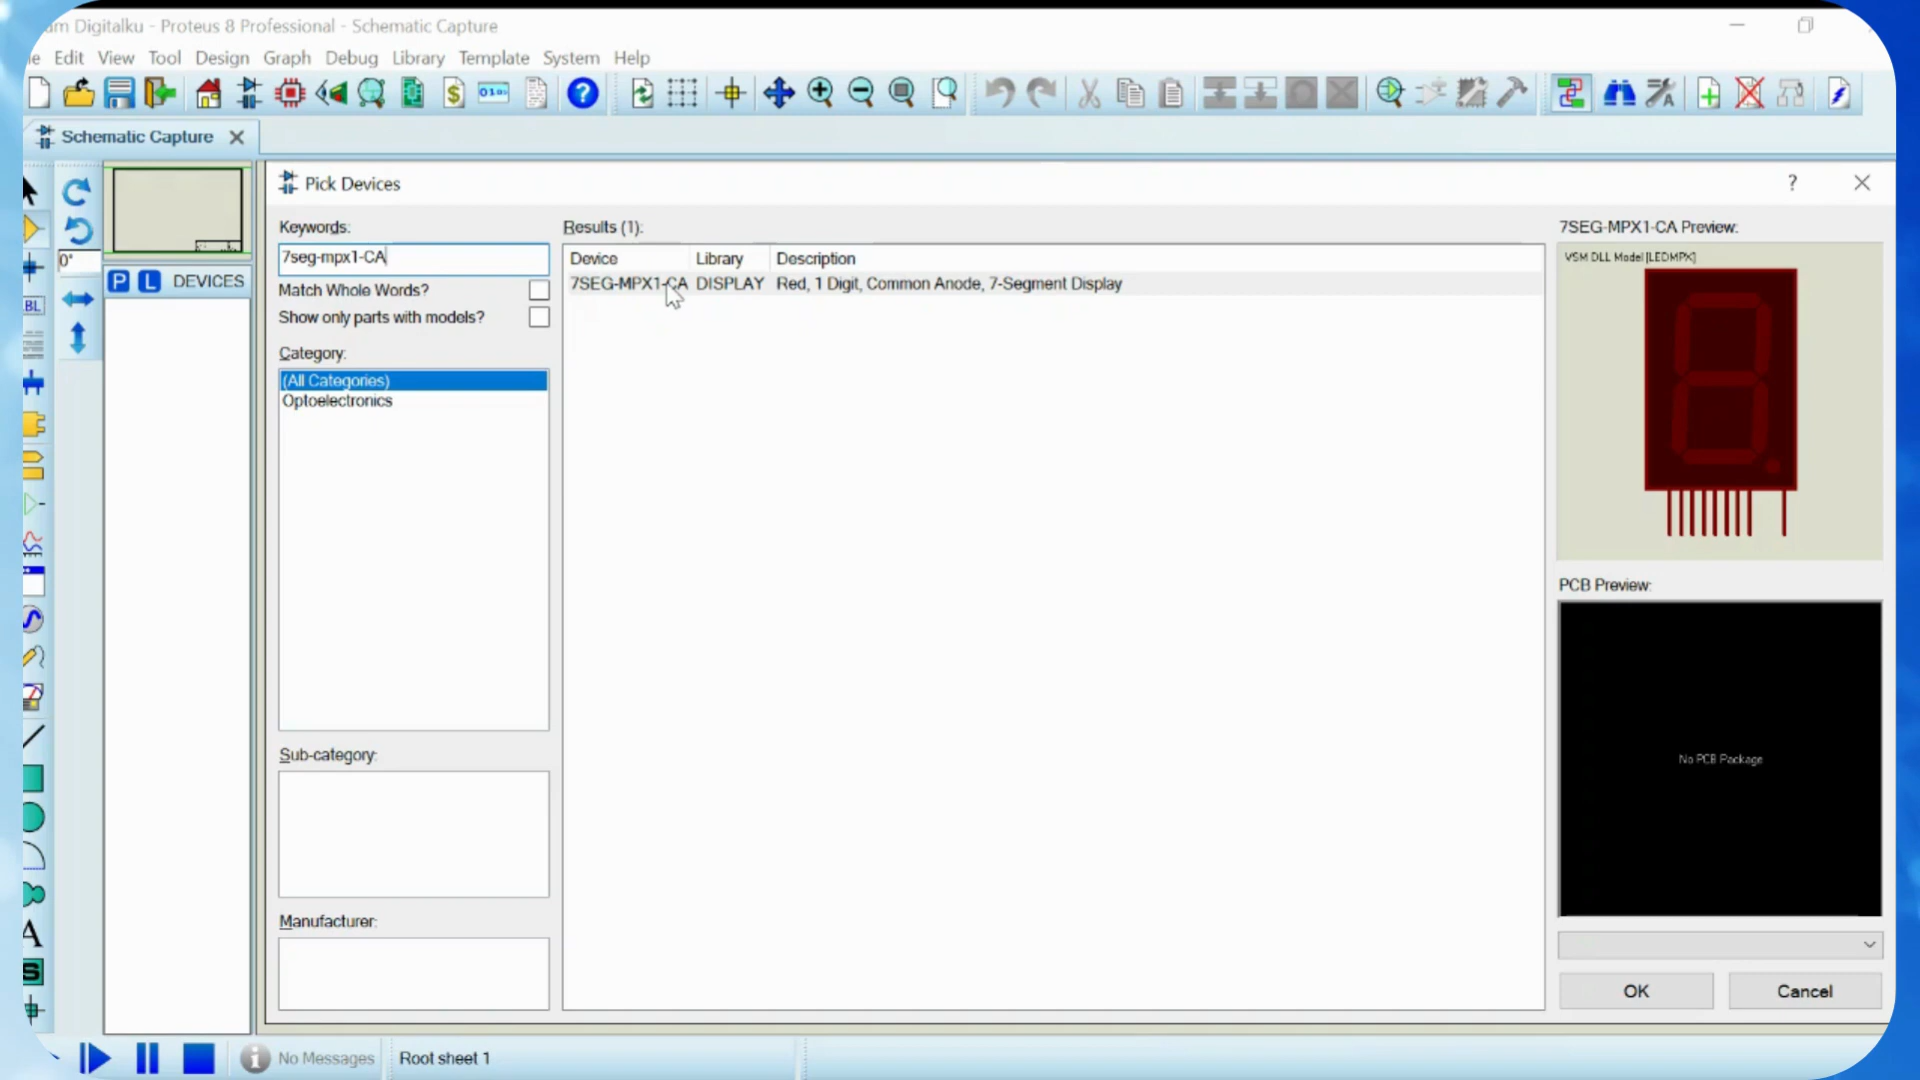 am Digitalku - Proteus 8 Professional - Schematic Capture
e Edit View Tool Design Graph Debug Library Template System Help
Schematic Capture
Pick Devices
Keywords:
7seg-mpx1-CA
Match Whole Words?
Show only parts with models?
Category:
(All Categories)
Optoelectronics
Sub-category:
Manufacturer:
Results (1):
Device Library Description
7SEG-MPX1-CA DISPLAY Red, 1 Digit, Common Anode, 7-Segment Display
7SEG-MPX1-CA Preview:
VSM DLL Model [LEDMPX]
PCB Preview:
No PCB Package
OK Cancel
0°
P L DEVICES
BL
A
S
No Messages Root sheet 1